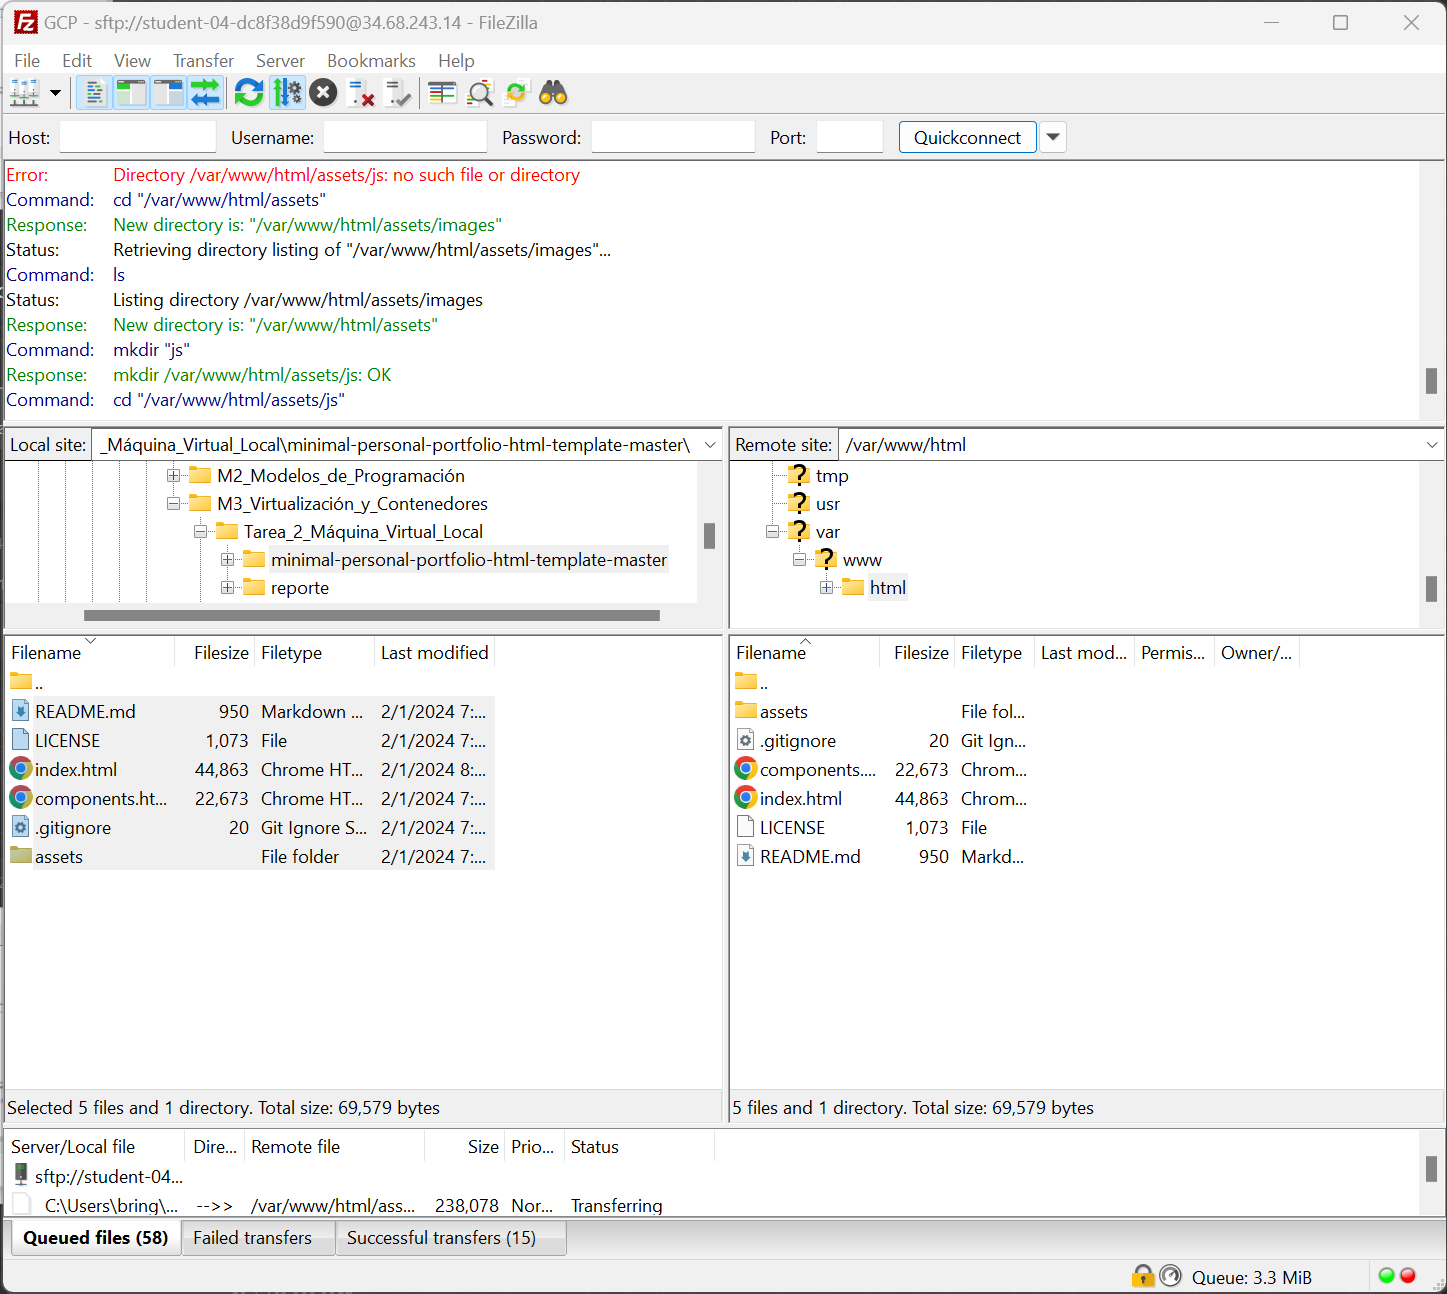 GCP - sftp://student-04-dc8f38d9f590@34.68.243.14 - FileZilla
File Edit View Transfer Server Bookmarks Help
Host: Username: Password: Port: Quickconnect
Error: Directory /var/www/html/assets/js: no such file or directory
Command: cd "/var/www/html/assets"
Response: New directory is: "/var/www/html/assets/images"
Status: Retrieving directory listing of "/var/www/html/assets/images"...
Command: ls
Status: Listing directory /var/www/html/assets/images
Response: New directory is: "/var/www/html/assets"
Command: mkdir "js"
Response: mkdir /var/www/html/assets/js: OK
Command: cd "/var/www/html/assets/js"
Local site: _Máquina_Virtual_Local\minimal-personal-portfolio-html-template-master\
M2_Modelos_de_Programación
M3_Virtualización_y_Contenedores
Tarea_2_Máquina_Virtual_Local
minimal-personal-portfolio-html-template-master
reporte
Remote site: /var/www/html
? tmp
? usr
? var
? www
html
Filename Filesize Filetype Last modified
..
README.md 950 Markdown ... 2/1/2024 7:...
LICENSE 1,073 File 2/1/2024 7:...
index.html 44,863 Chrome HT... 2/1/2024 8:...
components.ht... 22,673 Chrome HT... 2/1/2024 7:...
.gitignore 20 Git Ignore S... 2/1/2024 7:...
assets File folder 2/1/2024 7:...
Selected 5 files and 1 directory. Total size: 69,579 bytes
Filename Filesize Filetype Last mod... Permis... Owner/...
..
assets File fol...
.gitignore 20 Git Ign...
components.... 22,673 Chrom...
index.html 44,863 Chrom...
LICENSE 1,073 File
README.md 950 Markd...
5 files and 1 directory. Total size: 69,579 bytes
Server/Local file Dire... Remote file Size Prio... Status
sftp://student-04...
C:\Users\bring\... -->> /var/www/html/ass... 238,078 Nor... Transferring
Queued files (58) Failed transfers Successful transfers (15)
Queue: 3.3 MiB